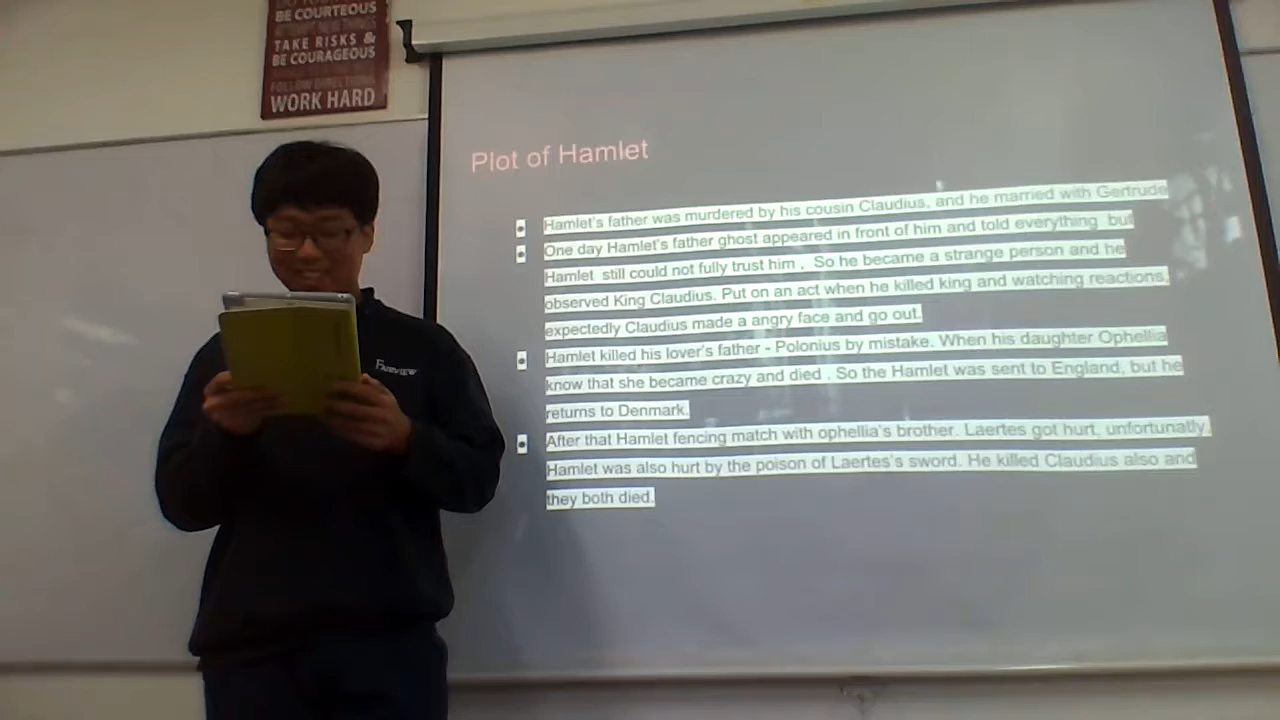 BE COURTEOUS
TAKE RISKS &
BE COURAGEOUS
FOLLOW DIRECTIONS
WORK HARD
Plot of Hamlet
Hamlet's father was murdered by his cousin Claudius, and he married with Gertrude
One day Hamlet's father ghost appeared in front of him and told everything but
Hamlet still could not fully trust him . So he became a strange person and he
observed King Claudius. Put on an act when he killed king and watching reactions,
expectedly Claudius made a angry face and go out.
Hamlet killed his lover's father - Polonius by mistake. When his daughter Ophellia
know that she became crazy and died . So the Hamlet was sent to England, but he
returns to Denmark.
After that Hamlet fencing match with ophellia's brother. Laertes got hurt, unfortunatly
Hamlet was also hurt by the poison of Laertes's sword. He killed Claudius also and
they both died.
FAIRVIEW